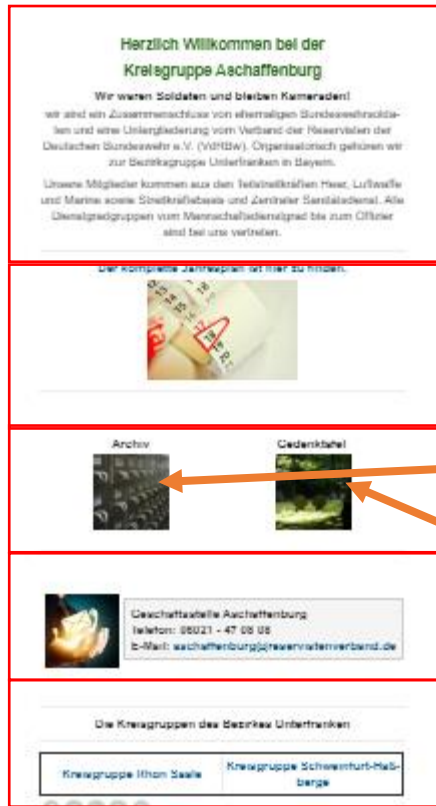 Herzlich Willkommen bei der
Kreisgruppe Aschaffenburg
Wir waren Soldaten und bleiben Kameraden!
wir sind ein Zusammenschluss von ehemaligen Bundeswehrsolda-
ten und eine Untergliederung vom Verband der Reservisten der
Deutschen Bundeswehr e.V. (VdRBw). Organisatorisch gehören wir
zur Bezirksgruppe Unterfranken in Bayern.
Unsere Mitglieder kommen aus den Teilstreitkräften Heer, Luftwaffe
und Marine sowie Streitkräftebasis und Zentraler Sanitätsdienst. Alle
Dienstgradgruppen vom Mannschaftsdienstgrad bis zum Offizier
sind bei uns vertreten.
Der komplette Jahresplan ist hier zu finden.
17
18
19
20
Archiv
Gedenktafel
Geschäftsstelle Aschaffenburg
Telefon: 06021 - 47 08 08
E-Mail: aschaffenburg@reservistenverband.de
Die Kreisgruppen des Bezirkes Unterfranken
Kreisgruppe Rhön Saale
Kreisgruppe Schweinfurt-Haß-
berge